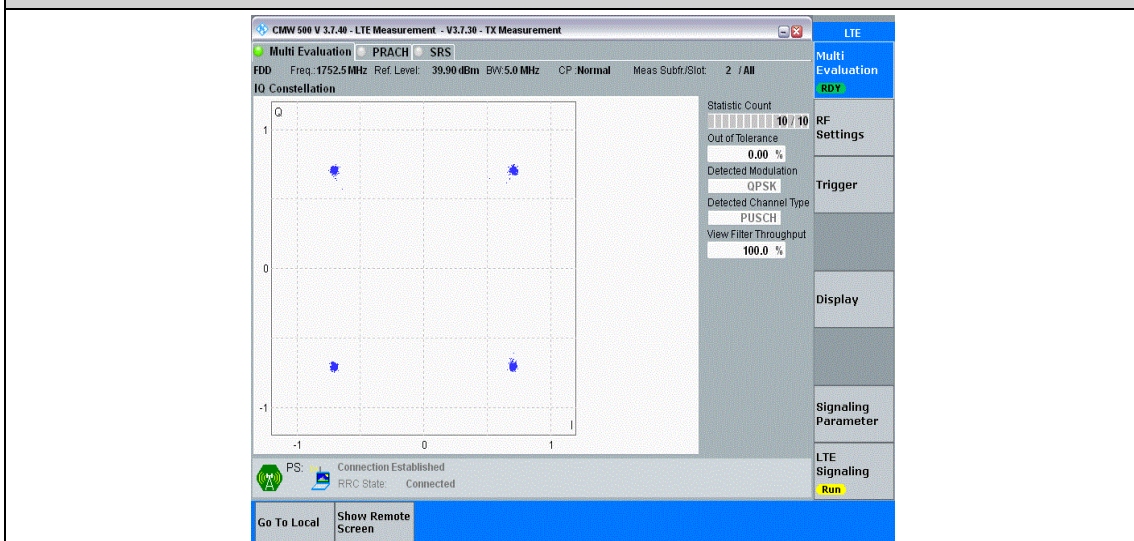 CMW 500 V 3.7.40 - LTE Measurement - V3.7.30 - TX Measurement
LTE
Multi Evaluation PRACH SRS
FDD Freq.:1752.5 MHz Ref. Level: 39.90 dBm BW:5.0 MHz CP :Normal Meas Subfr./Slot: 2 / All
IQ Constellation
Q
1
0
-1
-1 0 1
I
Statistic Count
10 / 10
Out of Tolerance
0.00 %
Detected Modulation
QPSK
Detected Channel Type
PUSCH
View Filter Throughput
100.0 %
Multi
Evaluation
RDY
RF
Settings
Trigger
Display
Signaling
Parameter
LTE
Signaling
Run
PS: Connection Established
RRC State: Connected
Go To Local
Show Remote
Screen